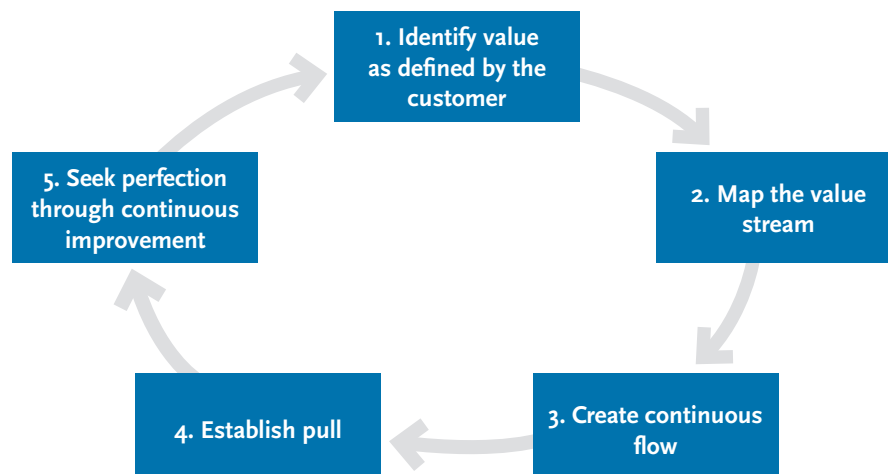 1. Identify value
as defined by the
customer
2. Map the value
stream
3. Create continuous
flow
4. Establish pull
5. Seek perfection
through continuous
improvement